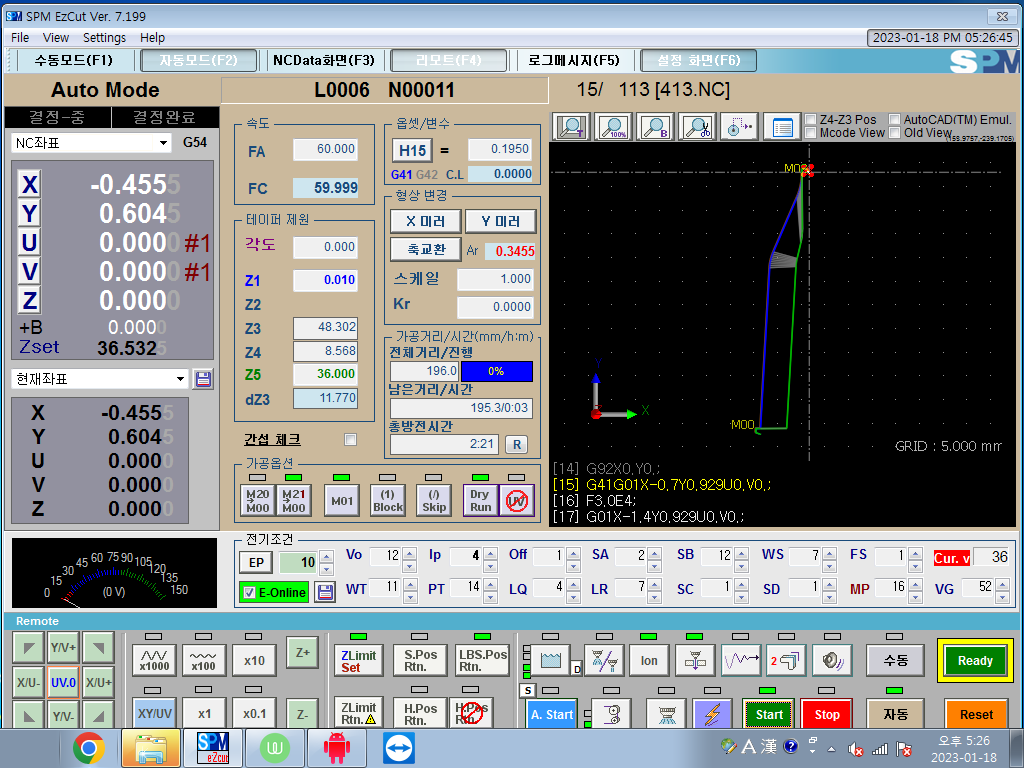 SPM EzCut Ver. 7.199
File View Settings Help
2023-01-18 PM 05:26:45
수동모드(F1) 자동모드(F2) NCData화면(F3) 리모트(F4) 로그메시지(F5) 설정 화면(F6) SPM
Auto Mode L0006 N00011 15/ 113 [413.NC]
결정-중 결정완료
NC좌표 G54
X -0.4555
Y 0.6045
U 0.0000 #1
V 0.0000 #1
Z 0.0000
+B 0.0000
Zset 36.5325
현재좌표
X -0.4555
Y 0.6045
U 0.0000
V 0.0000
Z 0.0000
속도
FA 60.000
FC 59.999
테이퍼 제원
각도 0.000
Z1 0.010
Z2
Z3 48.302
Z4 8.568
Z5 36.000
dZ3 11.770
간섭 체크
옵셋/변수
H15 = 0.1950
G41 G42 C.L 0.0000
형상 변경
X 미러 Y 미러
축교환 Ar 0.3455
스케일 1.000
Kr 0.0000
가공거리/시간(mm/h:m)
전체거리/진행
196.0 0%
남은거리/시간
195.3/0:03
총방전시간
2:21 R
가공옵션
M20 → M00 M21 → M00 M01 (1) Block (/) Skip Dry Run UV
T 100% B
Z4-Z3 Pos AutoCAD(TM) Emul.
Mcode View Old View
(159.9757,-239.1705)
M02
Y
X
M00
GRID : 5.000 mm
[14] G92X0.Y0.;
[15] G41G01X-0.7Y0.929U0.V0.;
[16] F3.0E4;
[17] G01X-1.4Y0.929U0.V0.;
0 15 30 45 60 75 90 105 120 135 150
(0 V)
전기조건
EP 10 Vo 12 Ip 4 Off 1 SA 2 SB 12 WS 7 FS 1 Cur. v 36
E-Online WT 11 PT 14 LQ 4 LR 7 SC 1 SD 1 MP 16 VG 52
Remote
Y/V+
X/U- UV.0 X/U+
Y/V-
x1000 x100 x10 Z+
XY/UV x1 x0.1 Z-
ZLimit Set S.Pos Rtn. LBS.Pos Rtn.
ZLimit Rtn. H.Pos Rtn. H.Pos Rtn.
D Ion 2 수동 Ready
S A. Start Start Stop 자동 Reset
SPM eZcut
A 漢
오후 5:26
2023-01-18